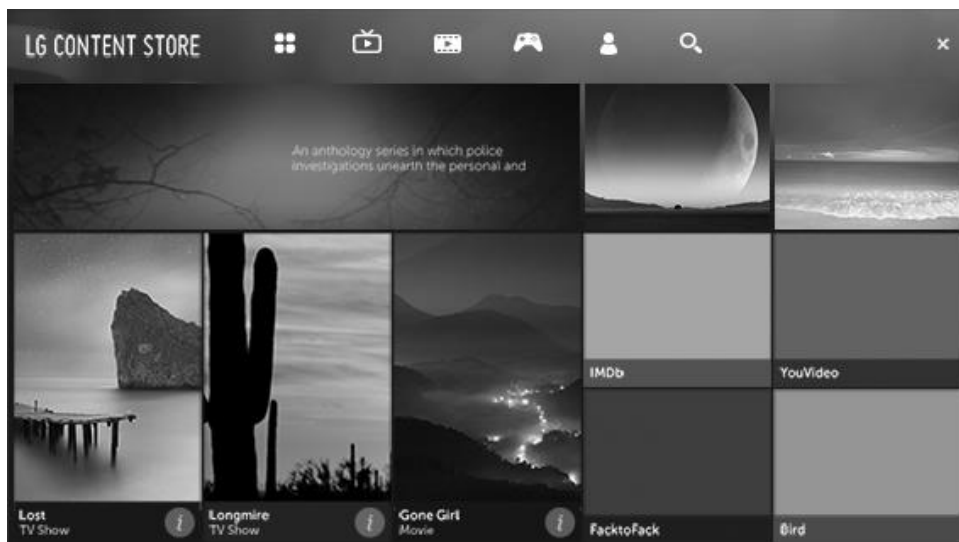 LG CONTENT STORE
An anthology series in which police
investigations unearth the personal and
IMDb
YouVideo
Lost
TV Show
i
Longmire
TV Show
i
Gone Girl
Movie
i
FacktoFack
Bird